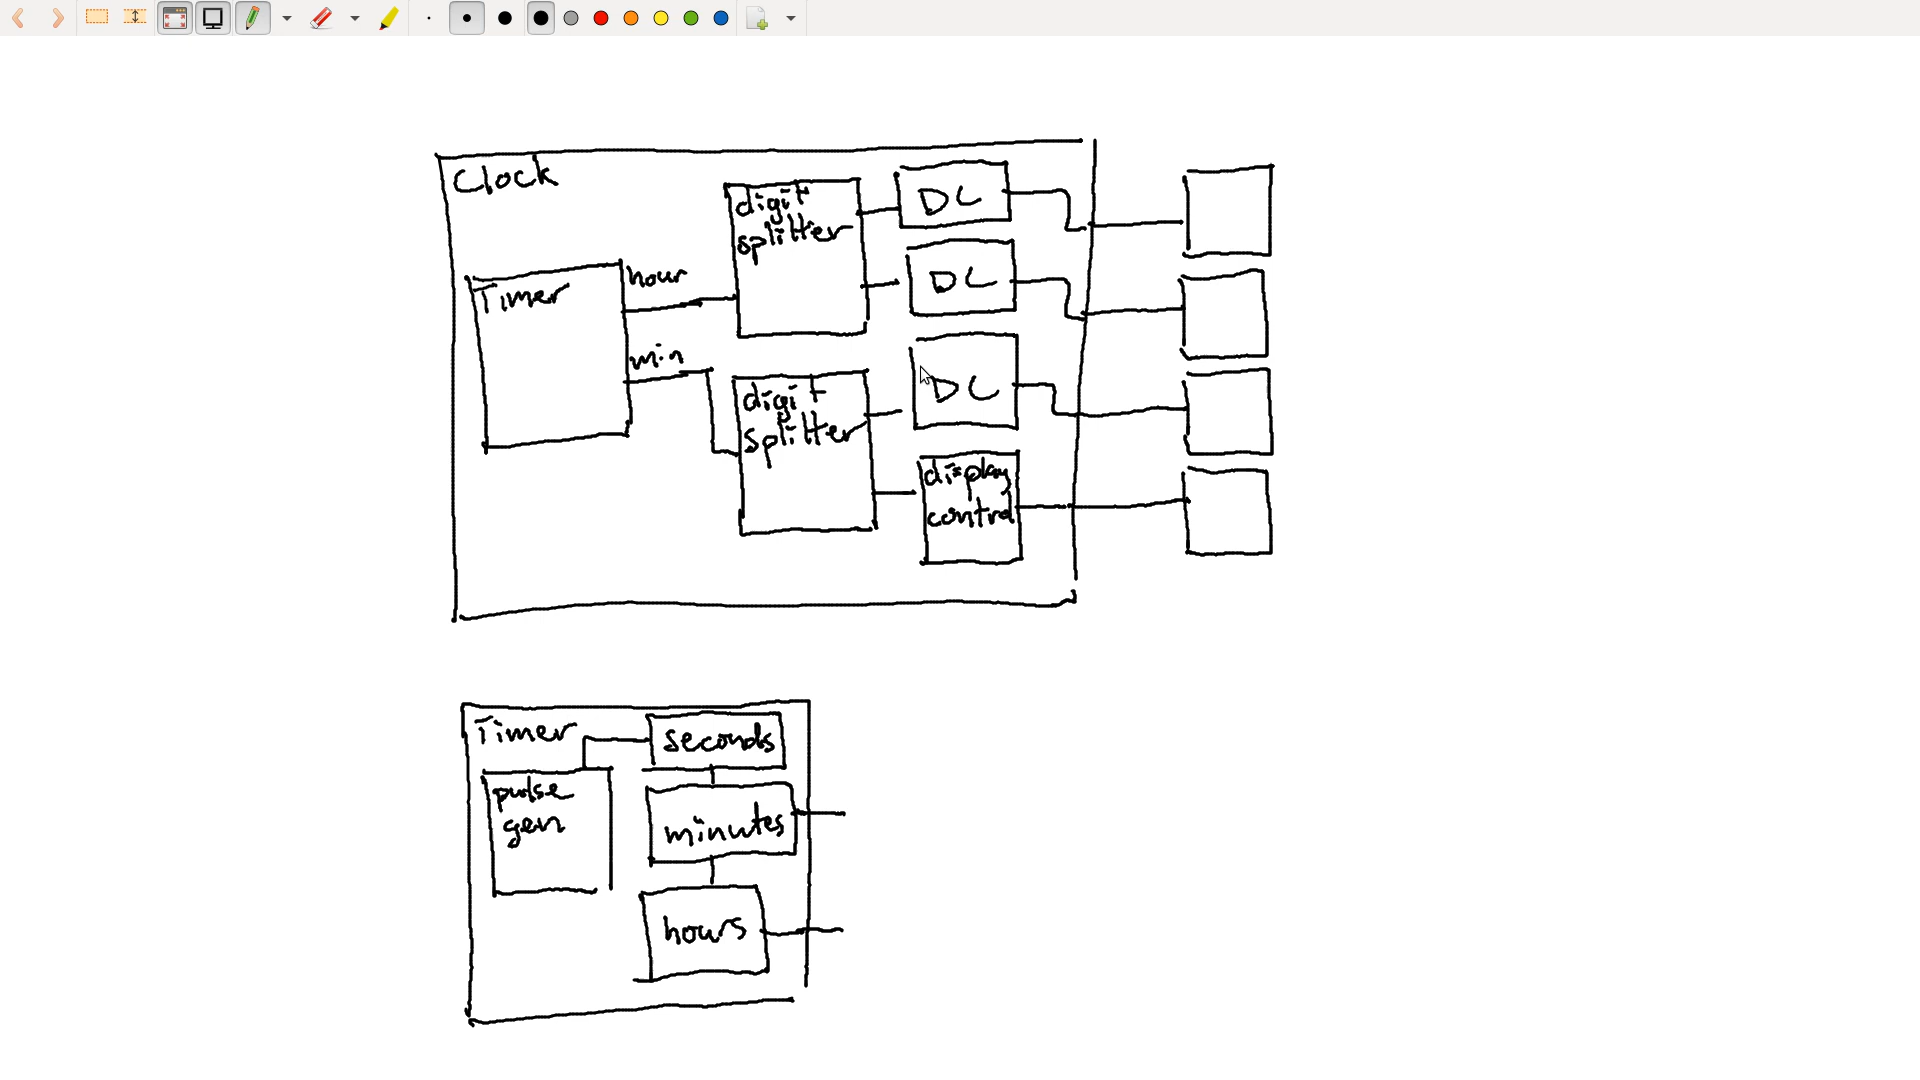 Clock
Timer
hour
min
digit
splitter
digit
splitter
DC
DC
DC
display
control
Timer
pulse
gen
seconds
minutes
hours